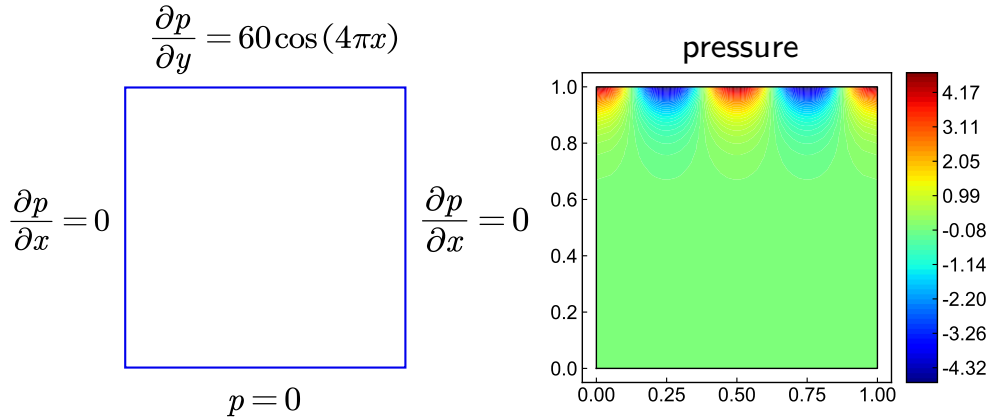 ∂p/∂y = 60cos(4πx)
∂p/∂x = 0
∂p/∂x = 0
p = 0
pressure
1.0
0.8
0.6
0.4
0.2
0.0
0.00 0.25 0.50 0.75 1.00
4.17
3.11
2.05
0.99
-0.08
-1.14
-2.20
-3.26
-4.32